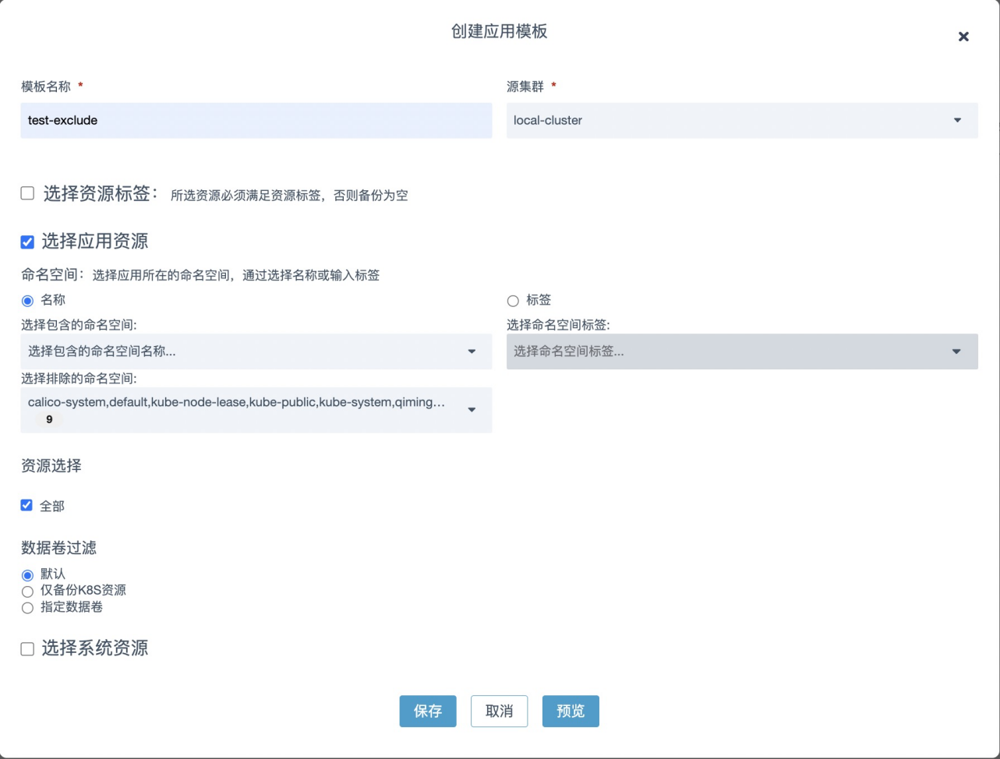 创建应用模板
模板名称 *
源集群 *
test-exclude
local-cluster
选择资源标签： 所选资源必须满足资源标签，否则备份为空
选择应用资源
命名空间：选择应用所在的命名空间，通过选择名称或输入标签
名称
标签
选择包含的命名空间:
选择命名空间标签:
选择包含的命名空间名称...
选择命名空间标签...
选择排除的命名空间:
calico-system,default,kube-node-lease,kube-public,kube-system,qiming...
9
资源选择
全部
数据卷过滤
默认
仅备份K8S资源
指定数据卷
选择系统资源
保存
取消
预览